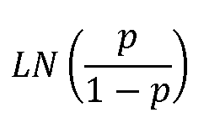 LN(p/(1 − p))